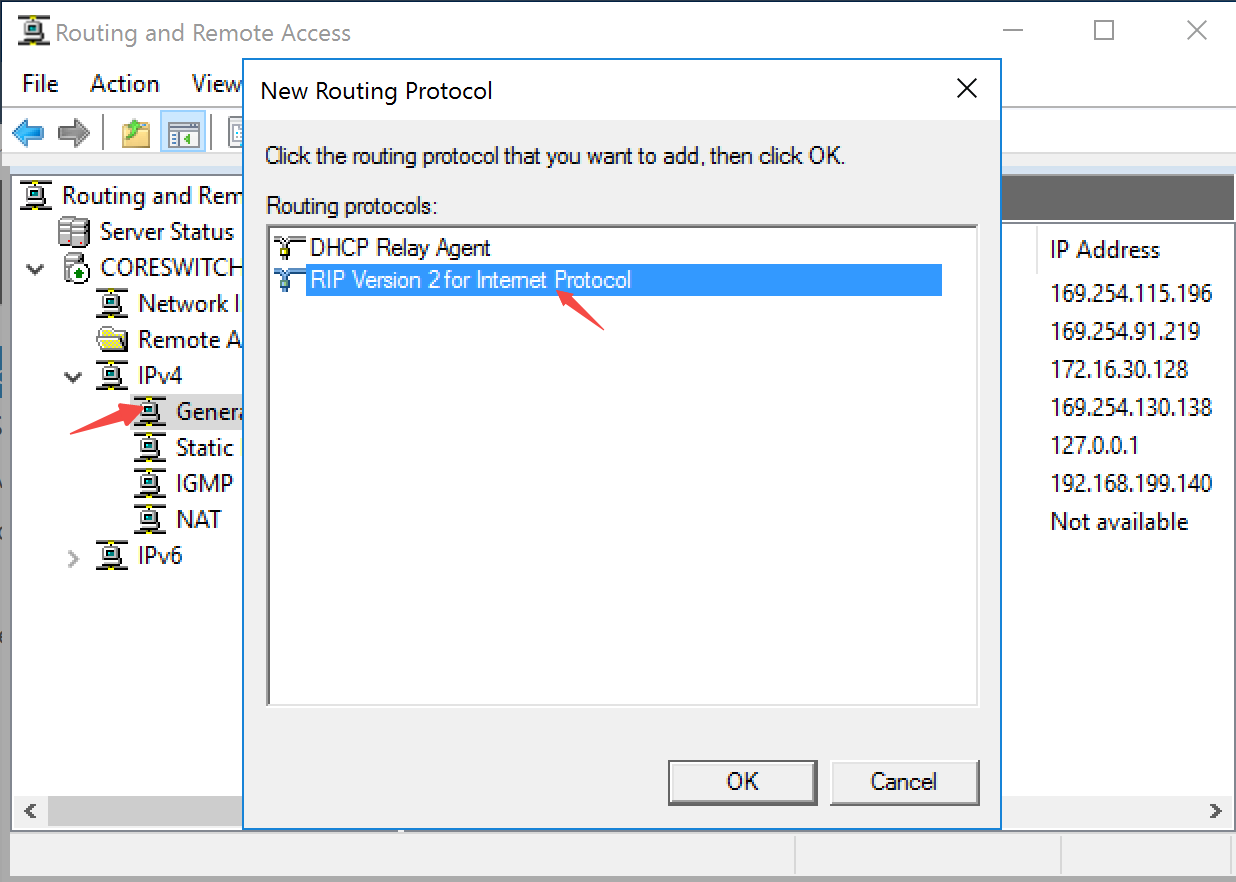 Routing and Remote Access
File Action View
New Routing Protocol
Click the routing protocol that you want to add, then click OK.
Routing protocols:
DHCP Relay Agent
RIP Version 2 for Internet Protocol
OK Cancel
Routing and Rem
Server Status
CORESWITCH
Network I
Remote A
IPv4
Genera
Static
IGMP
NAT
IPv6
IP Address
169.254.115.196
169.254.91.219
172.16.30.128
169.254.130.138
127.0.0.1
192.168.199.140
Not available